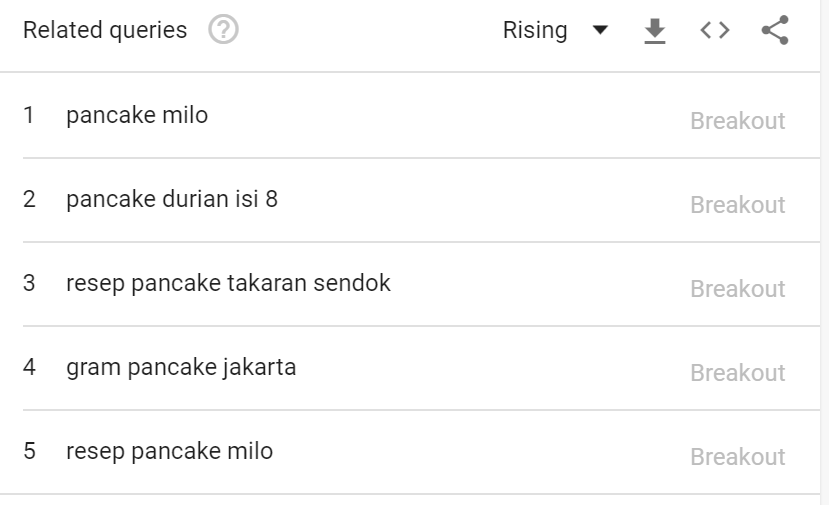 Related queries ?
Rising
1 pancake milo Breakout
2 pancake durian isi 8 Breakout
3 resep pancake takaran sendok Breakout
4 gram pancake jakarta Breakout
5 resep pancake milo Breakout